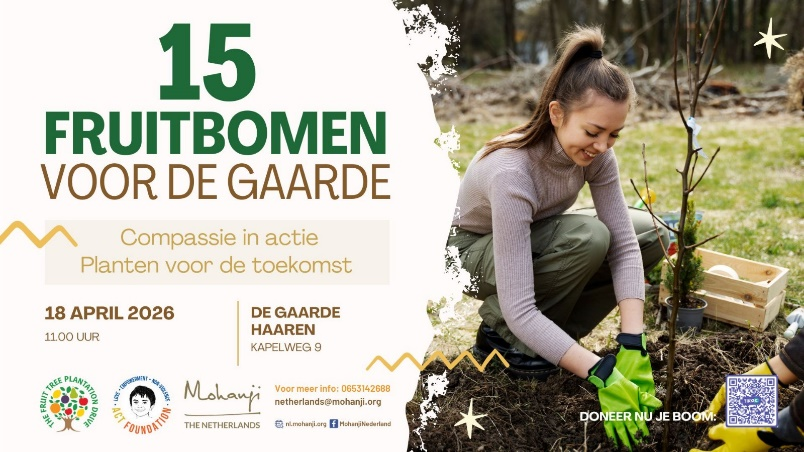 15
FRUITBOMEN
VOOR DE GAARDE
Compassie in actie
Planten voor de toekomst
18 APRIL 2026
11.00 UUR
DE GAARDE
HAAREN
KAPELWEG 9
THE FRUIT TREE PLANTATION DRIVE
LOVE • EMPOWERMENT • NON-VIOLENCE
ACT FOUNDATION
Mohanji
THE NETHERLANDS
Voor meer info: 0653142688
netherlands@mohanji.org
nl.mohanji.org
MohanjiNederland
DONEER NU JE BOOM: